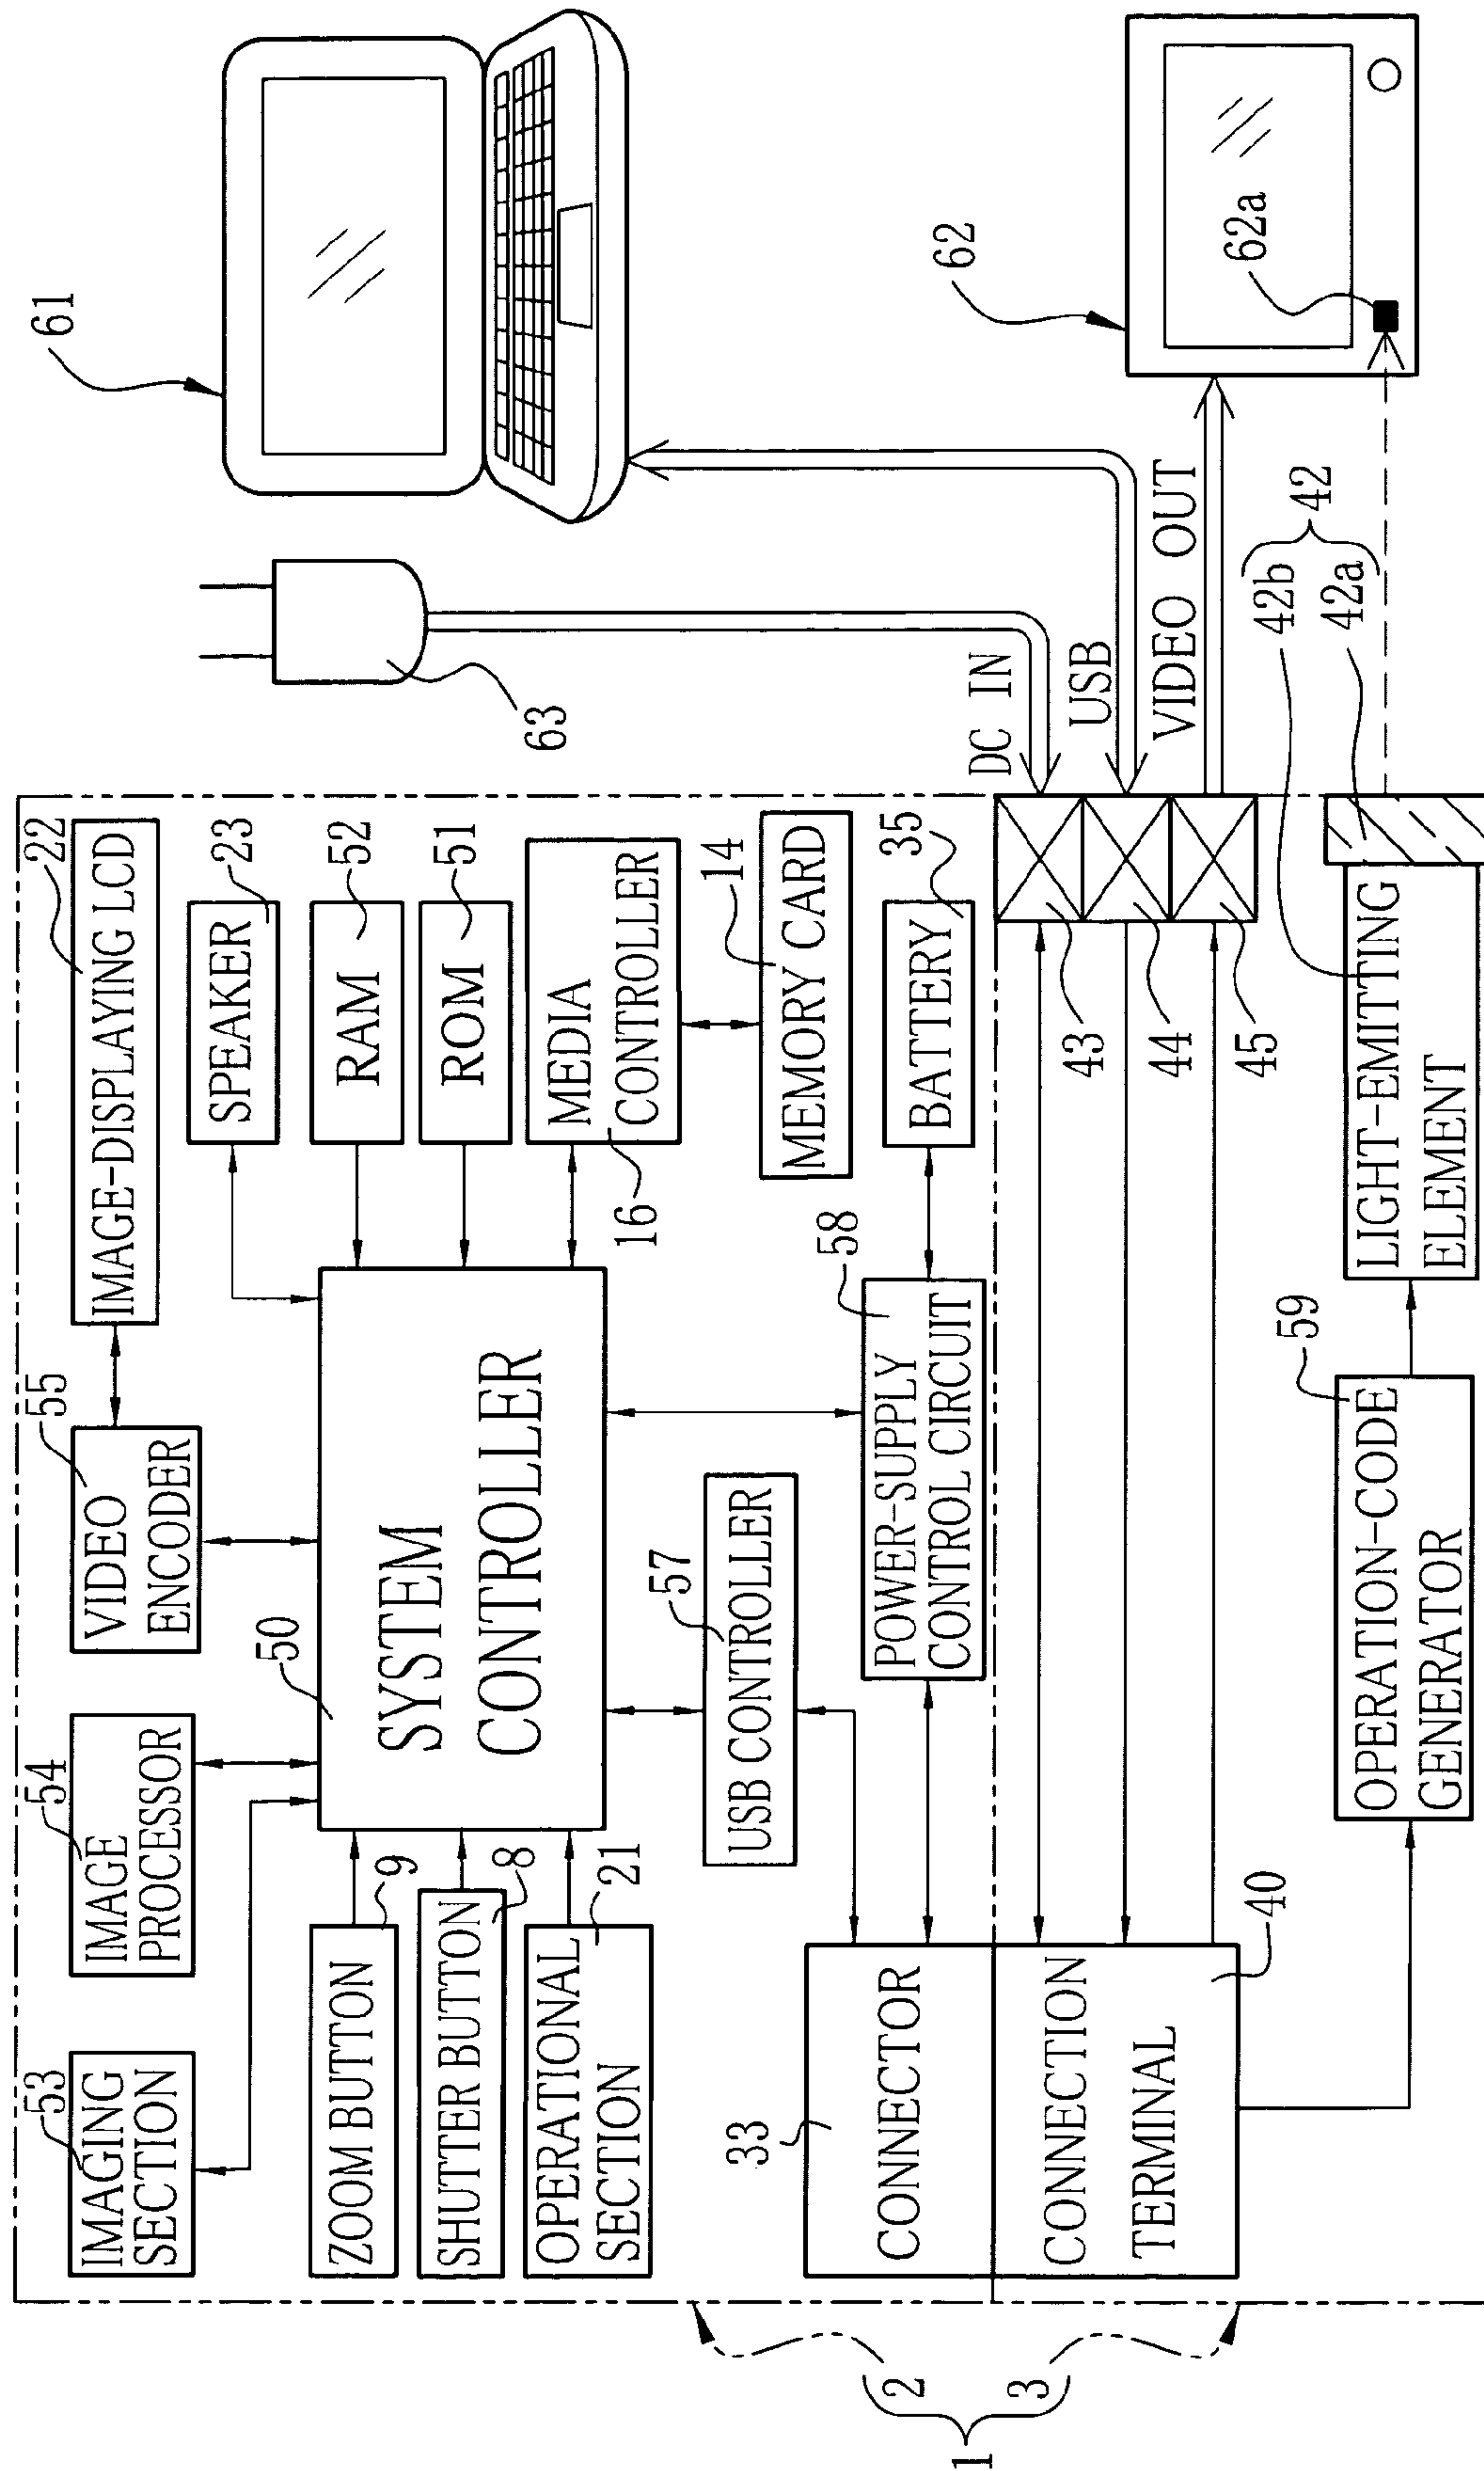 53
IMAGING
SECTION
54
IMAGE
PROCESSOR
55
VIDEO
ENCODER
22
IMAGE-DISPLAYING LCD
61
ZOOM BUTTON
9
SHUTTER BUTTON
8
OPERATIONAL
SECTION
21
50
SYSTEM
CONTROLLER
SPEAKER
23
RAM
52
ROM
51
MEDIA
CONTROLLER
16
MEMORY CARD
14
63
USB CONTROLLER
57
POWER-SUPPLY
CONTROL CIRCUIT
58
BATTERY
35
33
CONNECTOR
CONNECTION
TERMINAL
40
43
44
45
DC IN
USB
VIDEO OUT
62
62a
OPERATION-CODE
GENERATOR
59
LIGHT-EMITTING
ELEMENT
42b
42a
42
1
2
3